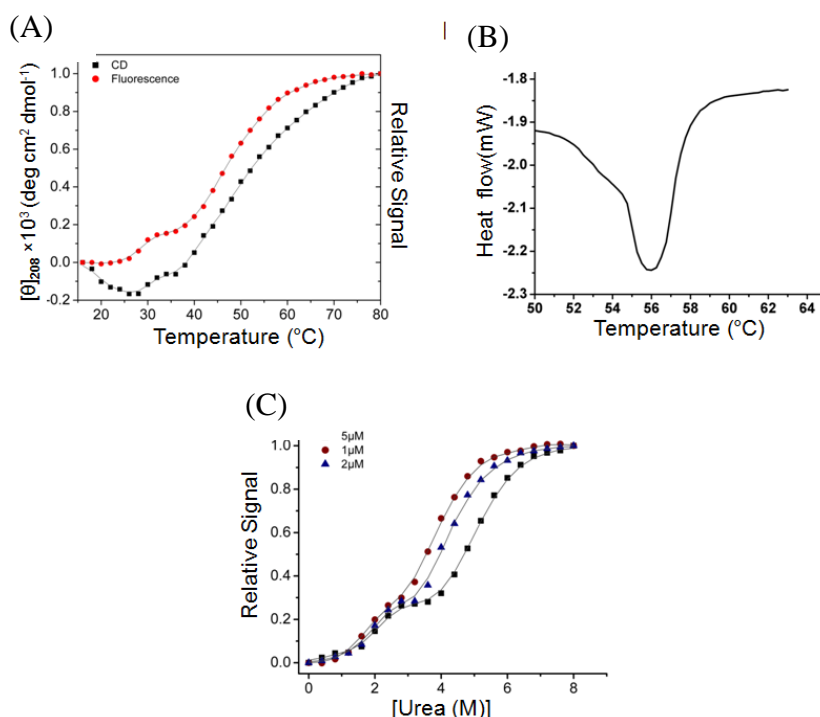 (A)
CD
Fluorescence
1.0
0.8
0.6
0.4
0.2
0.0
-0.2
[θ]₂₀₈ × 10³ (deg cm² dmol⁻¹)
Relative Signal
20 30 40 50 60 70 80
Temperature (°C)
(B)
-1.8
-1.9
-2.0
-2.1
-2.2
-2.3
Heat flow(mW)
50 52 54 56 58 60 62 64
Temperature (°C)
(C)
5µM
1µM
2µM
1.0
0.8
0.6
0.4
0.2
0.0
Relative Signal
0 2 4 6 8
[Urea (M)]